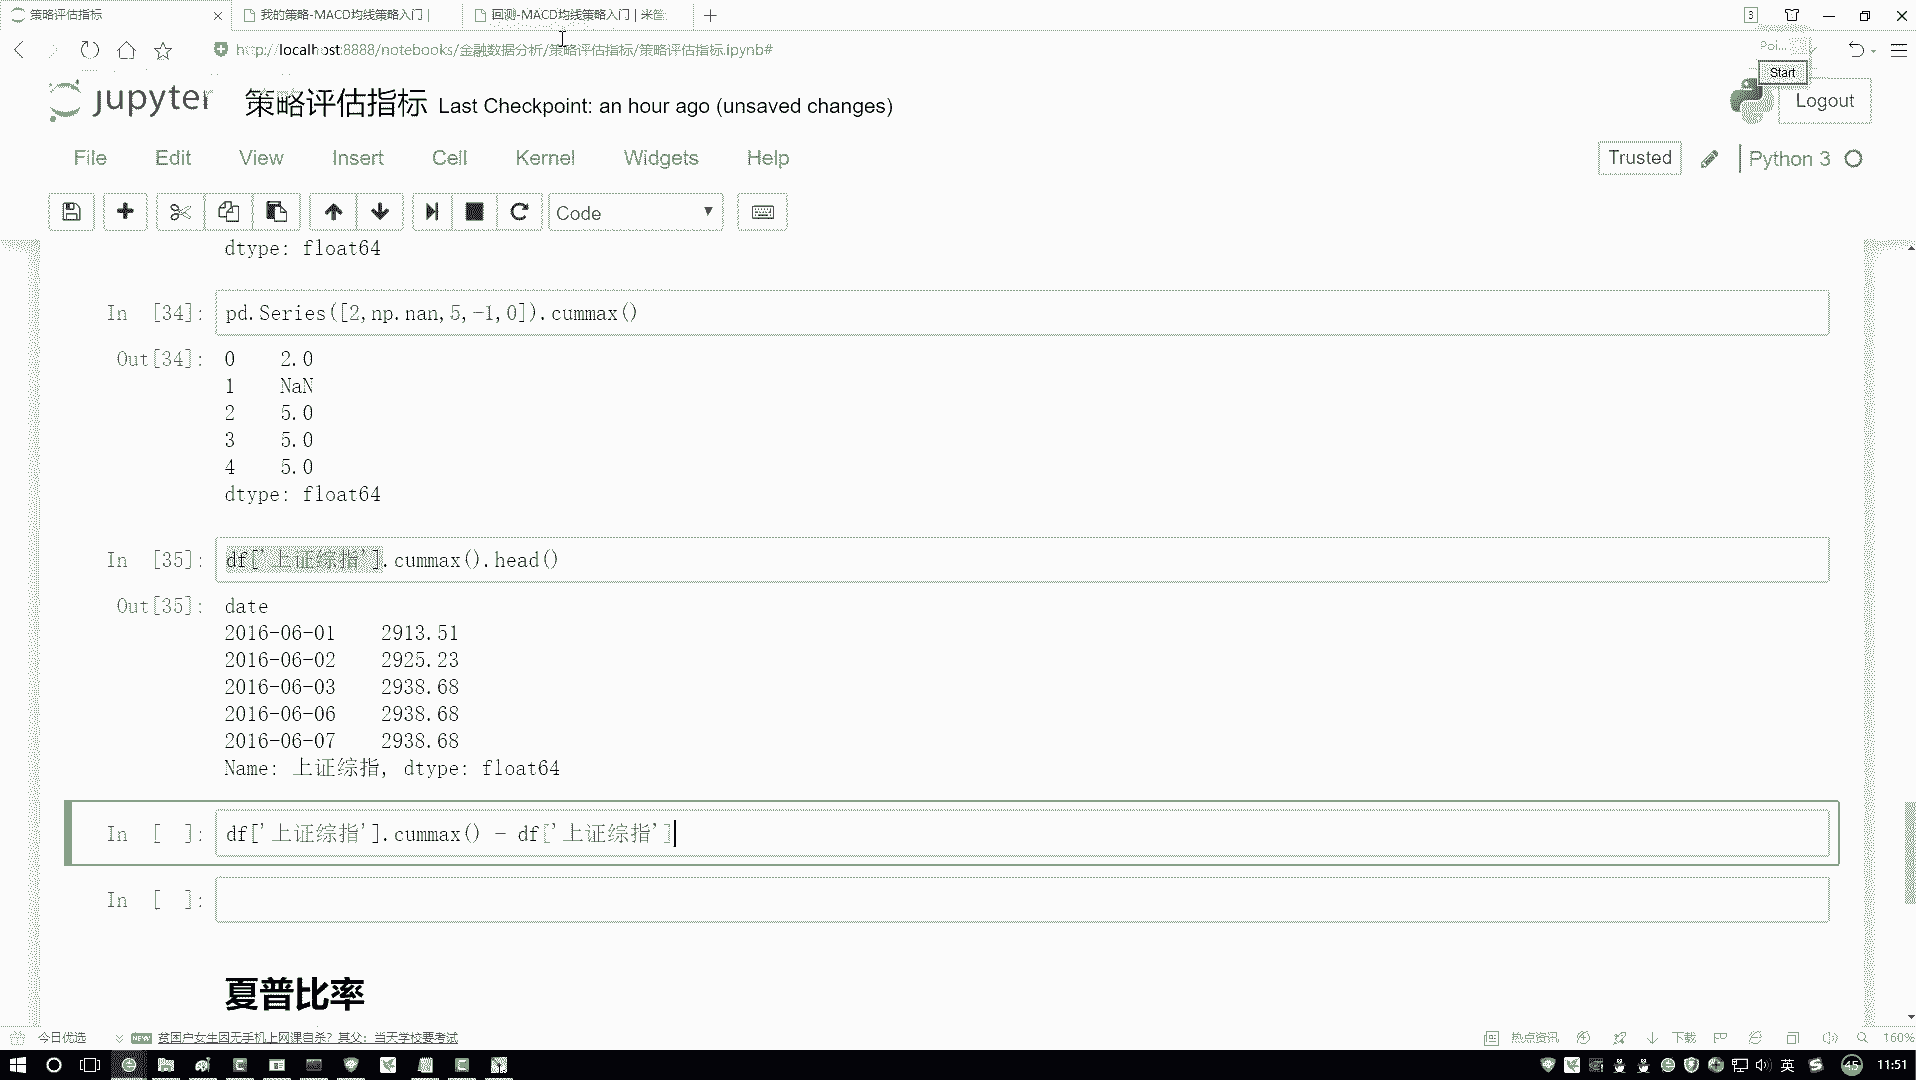 策略评估指标
我的策略-MACD均线策略入门 |
回测-MACD均线策略入门 | 米筐
3
http://localhost:8888/notebooks/金融数据分析/策略评估指标/策略评估指标.ipynb#
Poi...
Start
jupyter 策略评估指标 Last Checkpoint: an hour ago (unsaved changes)
Logout
File Edit View Insert Cell Kernel Widgets Help
Trusted
Python 3
Code
dtype: float64
In [34]: pd.Series([2,np.nan,5,-1,0]).cummax()
Out[34]: 0 2.0
1 NaN
2 5.0
3 5.0
4 5.0
dtype: float64
In [35]: df['上证综指'].cummax().head()
Out[35]: date
2016-06-01 2913.51
2016-06-02 2925.23
2016-06-03 2938.68
2016-06-06 2938.68
2016-06-07 2938.68
Name: 上证综指, dtype: float64
In [ ]: df['上证综指'].cummax() - df['上证综指']
In [ ]:
夏普比率
今日优选
NEW 贫困户女生因无手机上网课自杀？其父：当天学校要考试
热点资讯
下载
160%
英
45
11:51